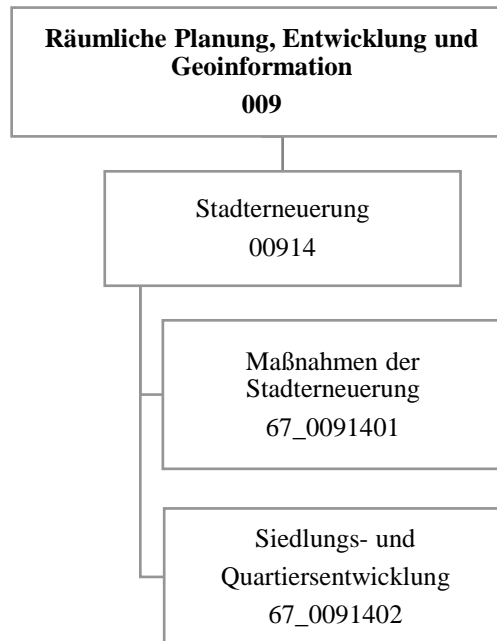 Räumliche Planung, Entwicklung und
Geoinformation
009
Stadterneuerung
00914
Maßnahmen der
Stadterneuerung
67_0091401
Siedlungs- und
Quartiersentwicklung
67_0091402